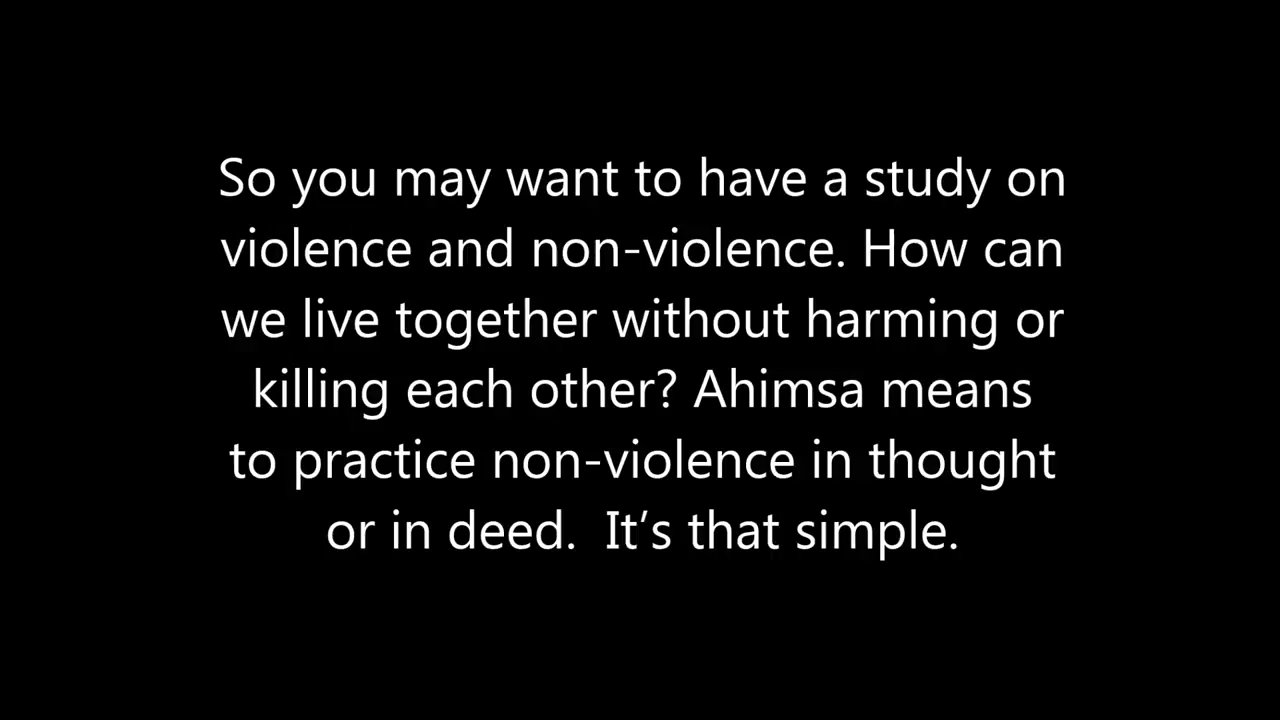 So you may want to have a study on
violence and non-violence. How can
we live together without harming or
killing each other? Ahimsa means
to practice non-violence in thought
or in deed.  It’s that simple.